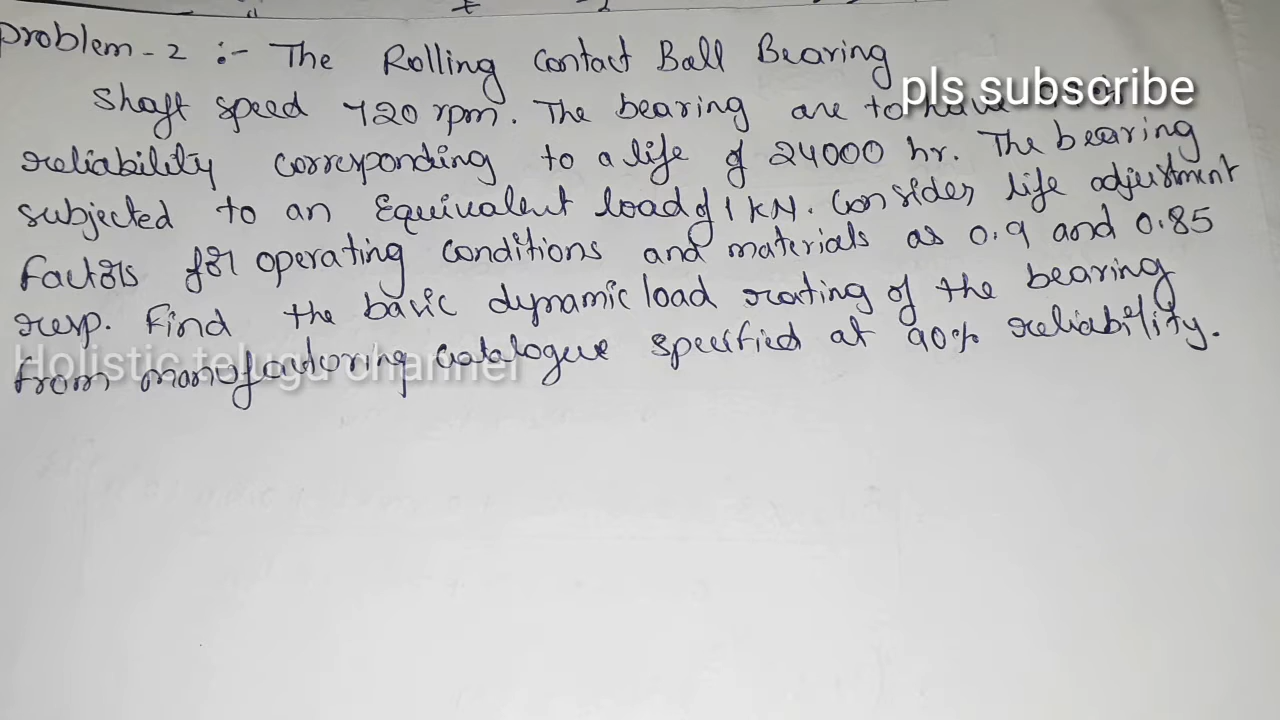 Problem - 2 :- The Rolling Contact Ball Bearing
pls subscribe
Shaft speed 720 rpm. The bearing are to have
reliability corresponding to a life of 24000 hr. The bearing
subjected to an Equivalent load of 1 KN. Consider life adjustment
factors for operating conditions and materials as 0.9 and 0.85
resp. Find the basic dynamic load rating of the bearing
Holistic telugu channel
from manufacturing catalogue specified at 90% reliability.